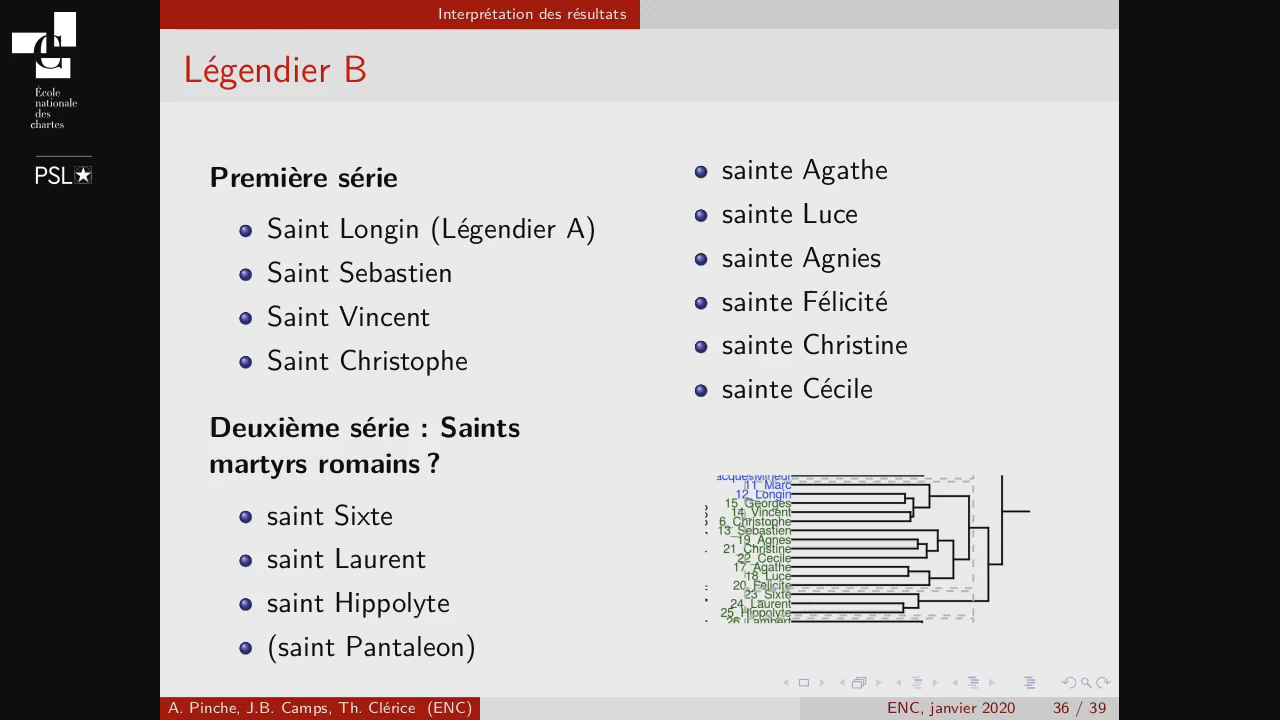 École
nationale
des
chartes
PSL
Interprétation des résultats
Légendier B
Première série
Saint Longin (Légendier A)
Saint Sebastien
Saint Vincent
Saint Christophe
Deuxième série : Saints
martyrs romains ?
saint Sixte
saint Laurent
saint Hippolyte
(saint Pantaleon)
sainte Agathe
sainte Luce
sainte Agnies
sainte Félicité
sainte Christine
sainte Cécile
11_Marc
12_Longin
15_Georges
14_Vincent
6_Christophe
13_Sebastien
19_Agnes
21_Christine
22_Cecile
17_Agathe
18_Luce
20_Felicite
23_Sixte
24_Laurent
25_Hippolyte
26_Lambert
A. Pinche, J.B. Camps, Th. Clérice (ENC)
ENC, janvier 2020
36 / 39